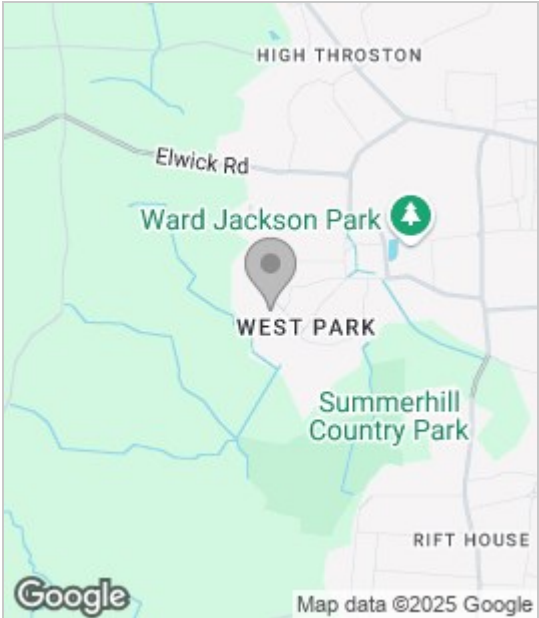 HIGH THROSTON
Elwick Rd
Ward Jackson Park
WEST PARK
Summerhill
Country Park
RIFT HOUSE
Google
Map data ©2025 Google